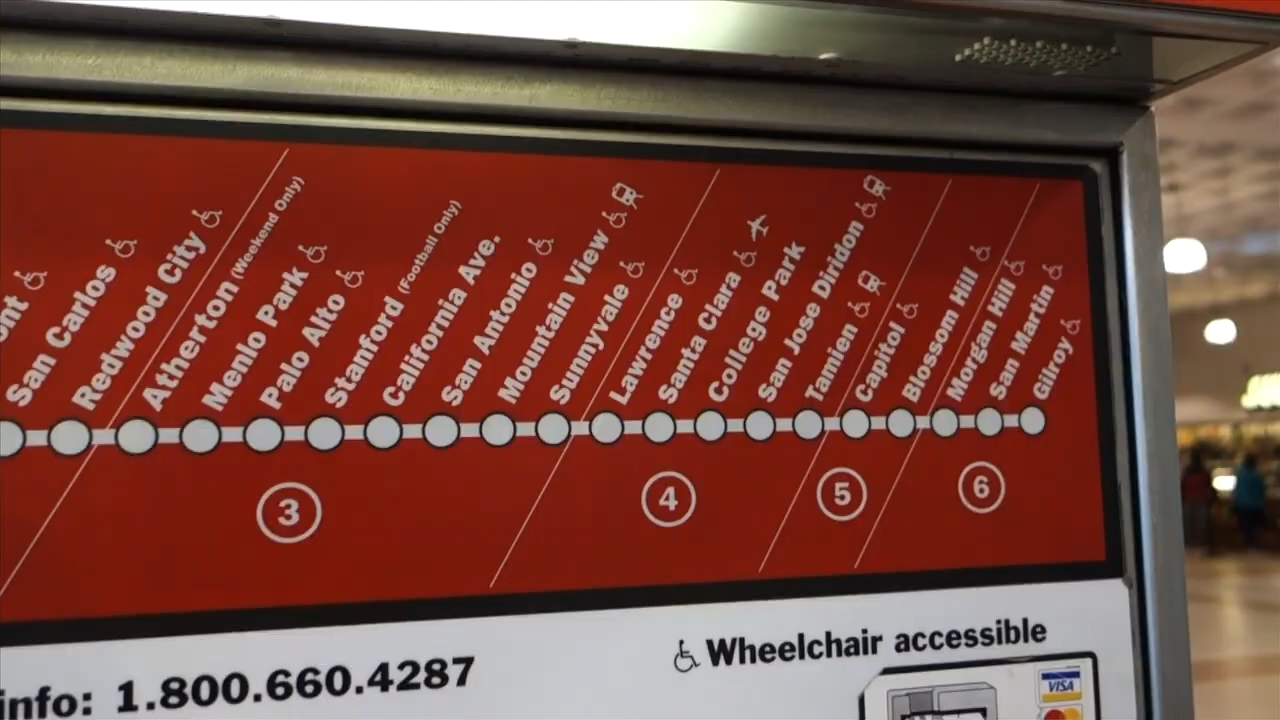 nt
San Carlos
Redwood City
Atherton (Weekend Only)
Menlo Park
Palo Alto
Stanford (Football Only)
California Ave.
San Antonio
Mountain View
Sunnyvale
Lawrence
Santa Clara
College Park
San Jose Diridon
Tamien
Capitol
Blossom Hill
Morgan Hill
San Martin
Gilroy
3
4
5
6
info: 1.800.660.4287
Wheelchair accessible
VISA